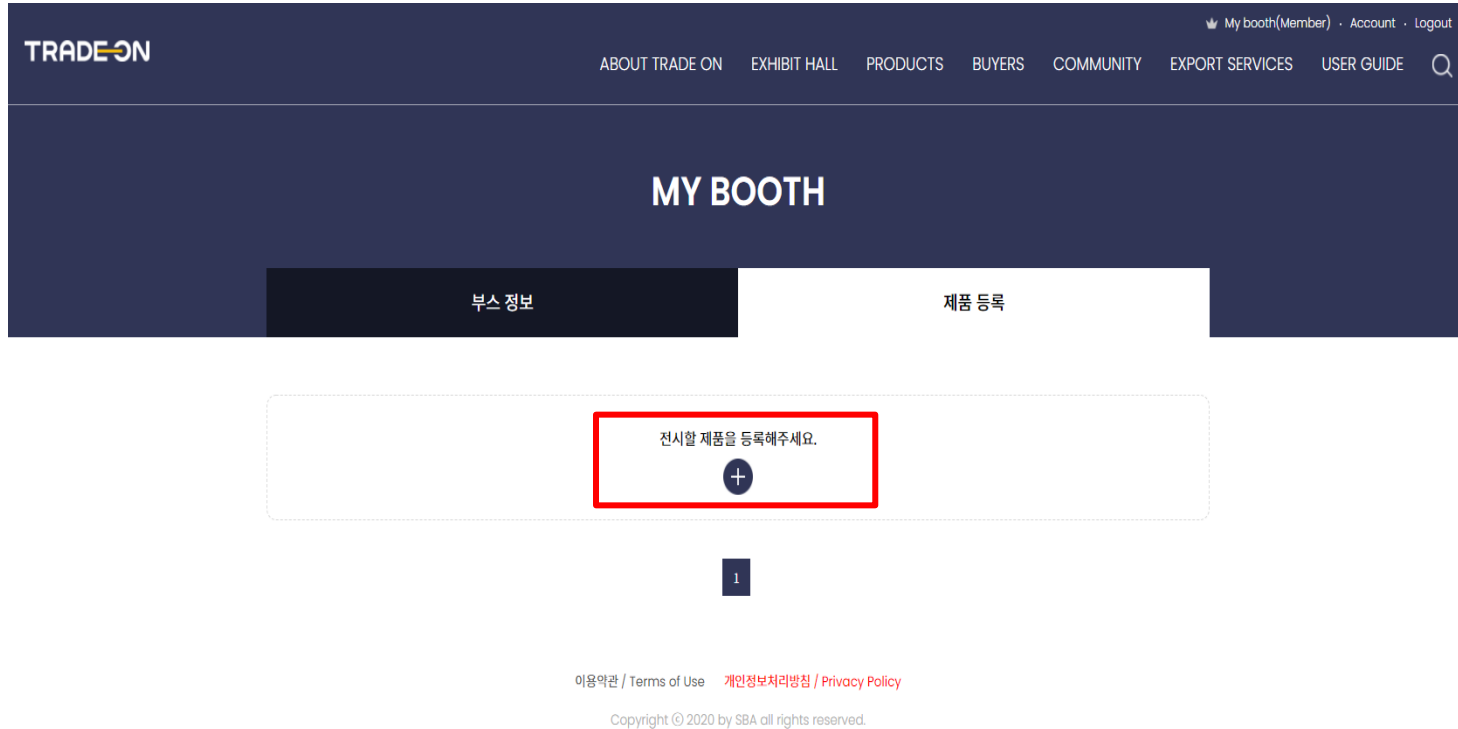 My booth(Member) · Account · Logout
TRADE ON
ABOUT TRADE ON EXHIBIT HALL PRODUCTS BUYERS COMMUNITY EXPORT SERVICES USER GUIDE
MY BOOTH
부스 정보 제품 등록
전시할 제품을 등록해주세요.
1
이용약관 / Terms of Use 개인정보처리방침 / Privacy Policy
Copyright ⓒ 2020 by SBA all rights reserved.